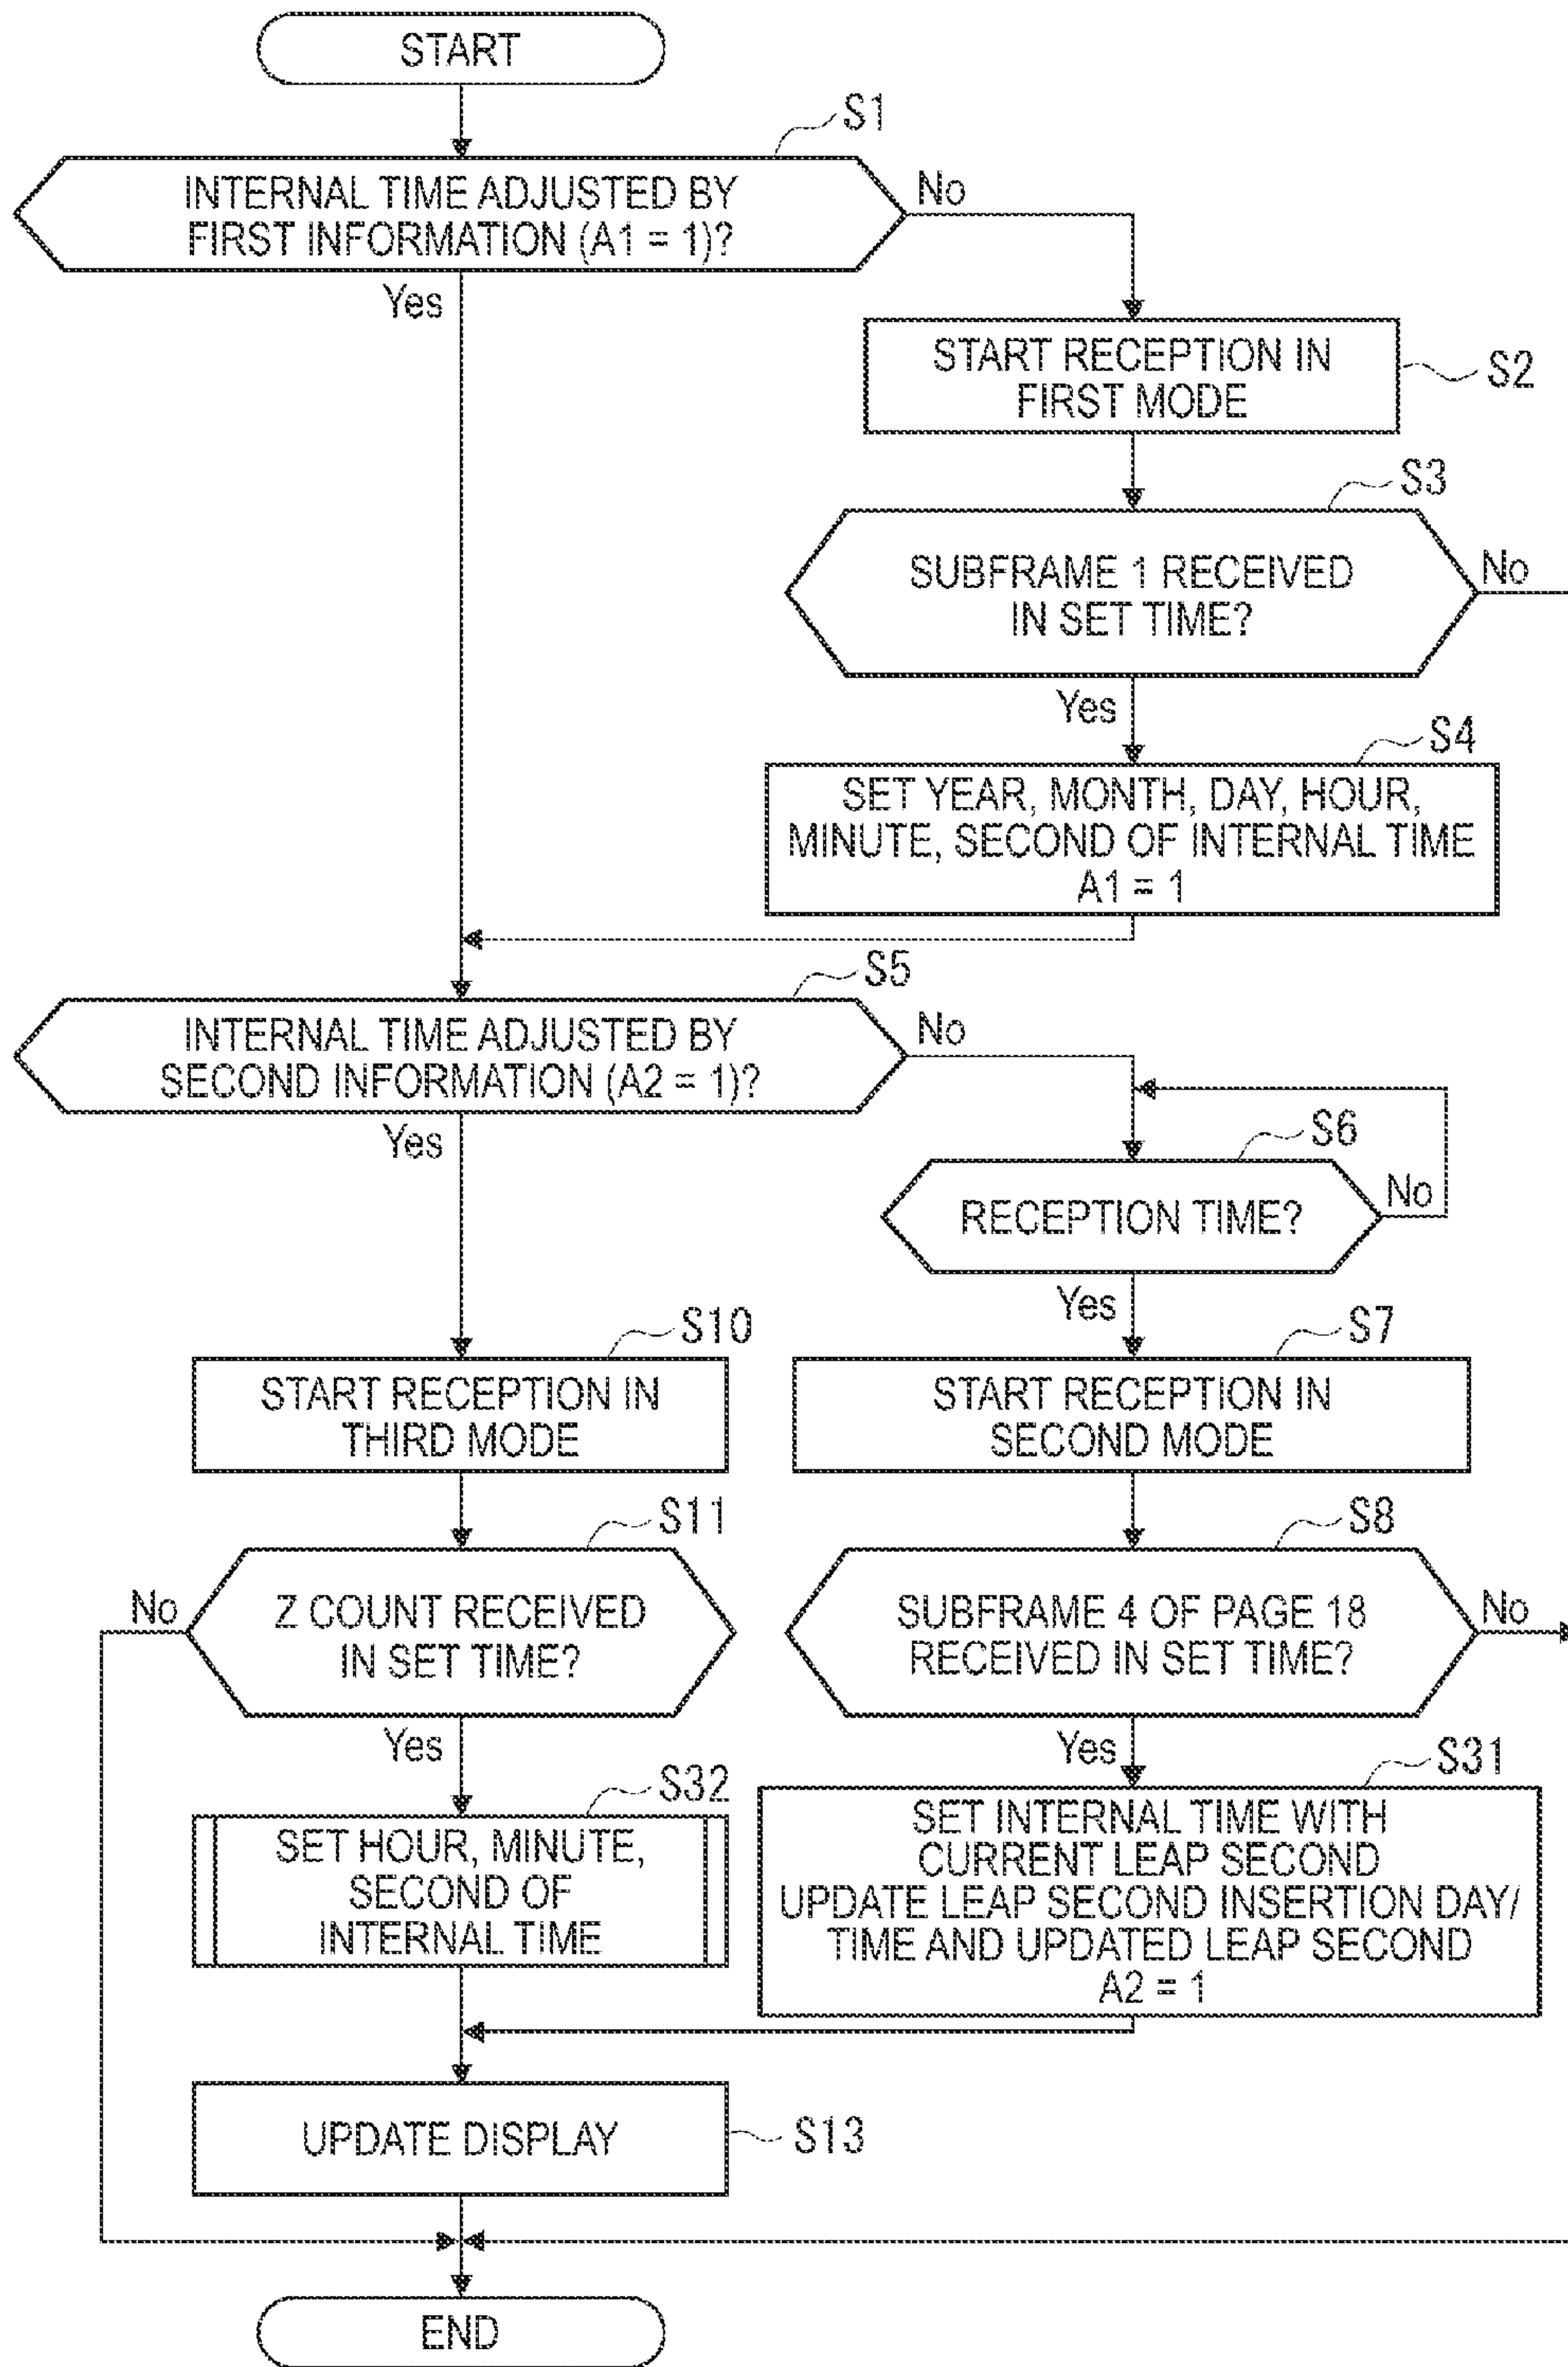 START
S1
INTERNAL TIME ADJUSTED BY
FIRST INFORMATION (A1 = 1)?
No
Yes
START RECEPTION IN
FIRST MODE
S2
S3
SUBFRAME 1 RECEIVED
IN SET TIME?
No
Yes
S4
SET YEAR, MONTH, DAY, HOUR,
MINUTE, SECOND OF INTERNAL TIME
A1 = 1
S5
INTERNAL TIME ADJUSTED BY
SECOND INFORMATION (A2 = 1)?
No
Yes
S6
RECEPTION TIME?
No
Yes
S10
START RECEPTION IN
THIRD MODE
S7
START RECEPTION IN
SECOND MODE
S11
Z COUNT RECEIVED
IN SET TIME?
No
Yes
S8
SUBFRAME 4 OF PAGE 18
RECEIVED IN SET TIME?
No
Yes
S32
SET HOUR, MINUTE,
SECOND OF
INTERNAL TIME
S31
SET INTERNAL TIME WITH
CURRENT LEAP SECOND
UPDATE LEAP SECOND INSERTION DAY/
TIME AND UPDATED LEAP SECOND
A2 = 1
UPDATE DISPLAY
S13
END